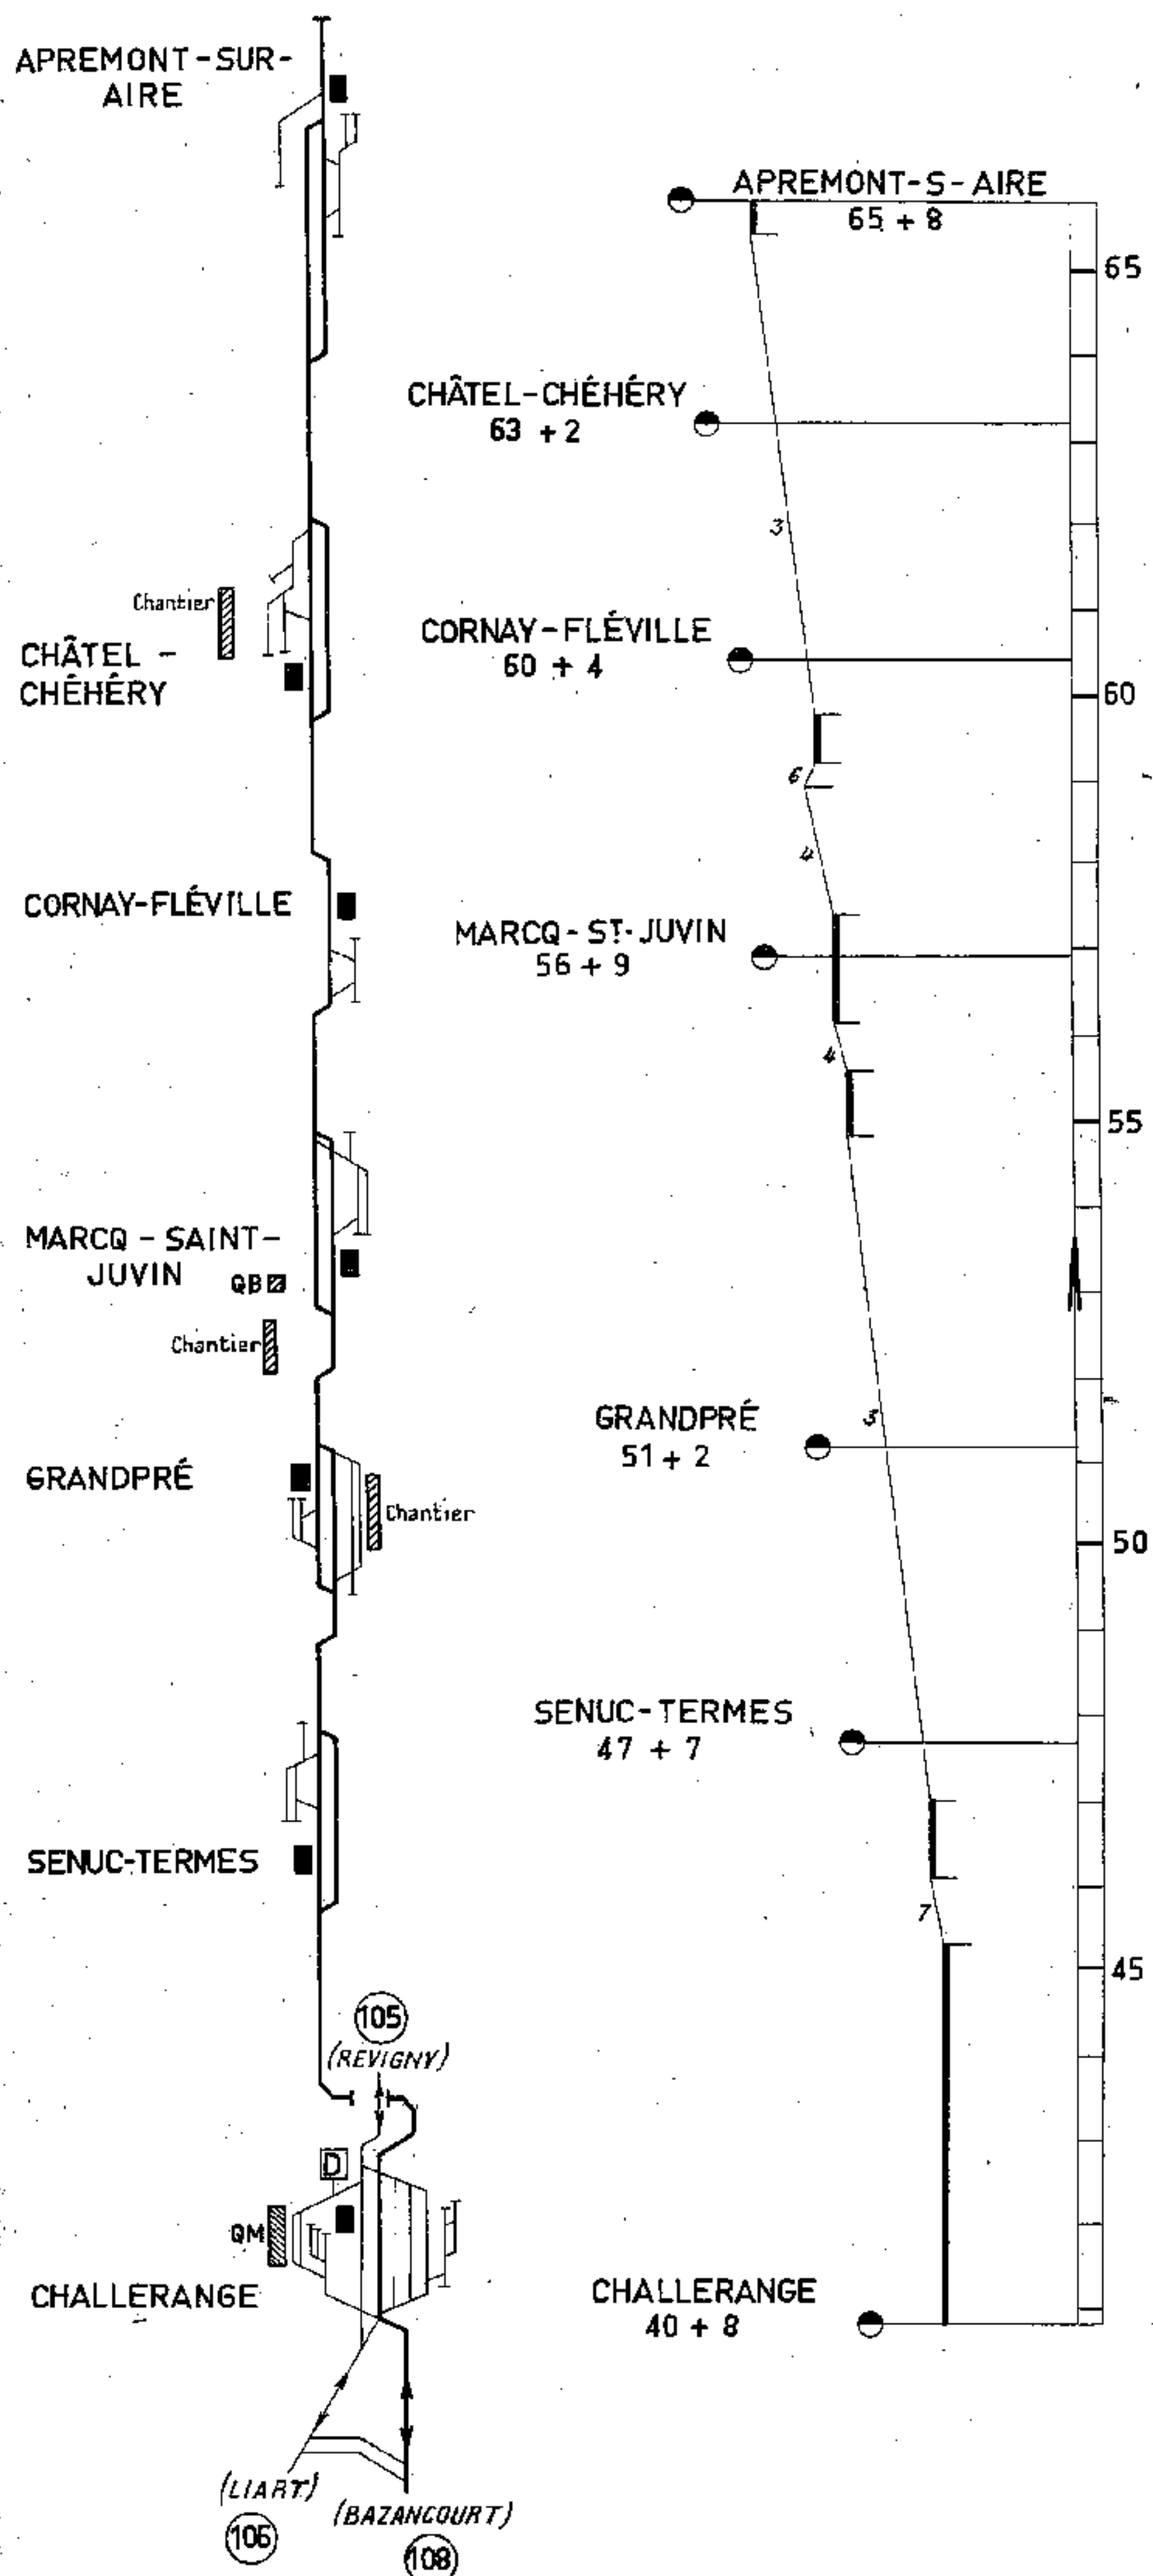 APREMONT-SUR-
AIRE
Chantier
CHÂTEL -
CHÉHÉRY
CORNAY-FLÉVILLE
MARCQ - SAINT-
JUVIN
QB
Chantier
GRANDPRÉ
Chantier
SENUC-TERMES
105
(REVIGNY)
D
QM
CHALLERANGE
(LIART)
106
(BAZANCOURT)
108
APREMONT-S-AIRE
65 + 8
65
CHÂTEL-CHÉHÉRY
63 + 2
3
CORNAY-FLÉVILLE
60 + 4
60
6
4
MARCQ-ST-JUVIN
56 + 9
4
55
GRANDPRÉ
51 + 2
3
50
SENUC-TERMES
47 + 7
7
45
CHALLERANGE
40 + 8